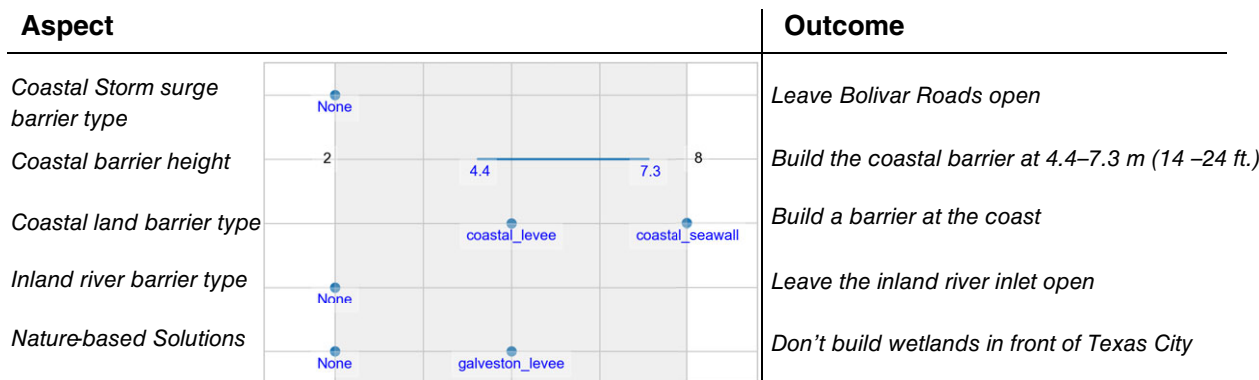 Aspect
Outcome
Coastal Storm surge
barrier type
None
Leave Bolivar Roads open
Coastal barrier height
2
4.4
7.3
8
Build the coastal barrier at 4.4–7.3 m (14 –24 ft.)
Coastal land barrier type
coastal_levee
coastal_seawall
Build a barrier at the coast
Inland river barrier type
None
Leave the inland river inlet open
Nature-based Solutions
None
galveston_levee
Don’t build wetlands in front of Texas City